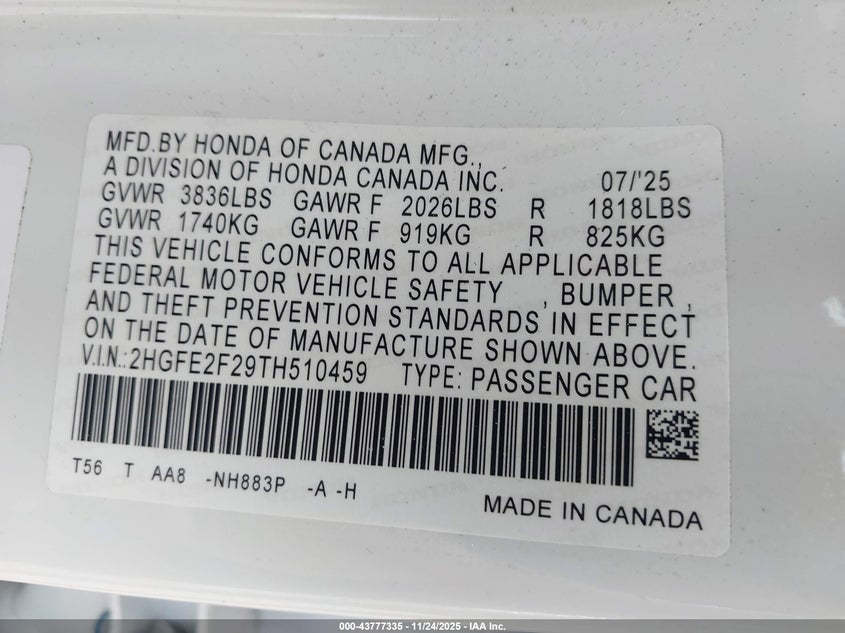 MFD.BY HONDA OF CANADA MFG.,
A DIVISION OF HONDA CANADA INC. 07/'25
GVWR 3836LBS GAWR F 2026LBS R 1818LBS
GVWR 1740KG GAWR F 919KG R 825KG
THIS VEHICLE CONFORMS TO ALL APPLICABLE
FEDERAL MOTOR VEHICLE SAFETY , BUMPER ,
AND THEFT PREVENTION STANDARDS IN EFFECT
ON THE DATE OF MANUFACTURE SHOWN ABOVE.
V.I.N.:2HGFE2F29TH510459 TYPE: PASSENGER CAR
T56 T AA8 -NH883P -A -H
MADE IN CANADA
000-43777335 - 11/24/2025 - IAA Inc.